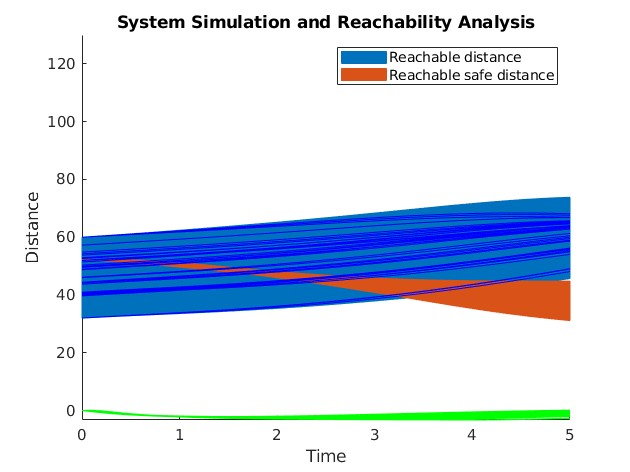 System Simulation and Reachability Analysis
Reachable distance
Reachable safe distance
120
100
80
60
40
20
0
Distance
0 1 2 3 4 5
Time